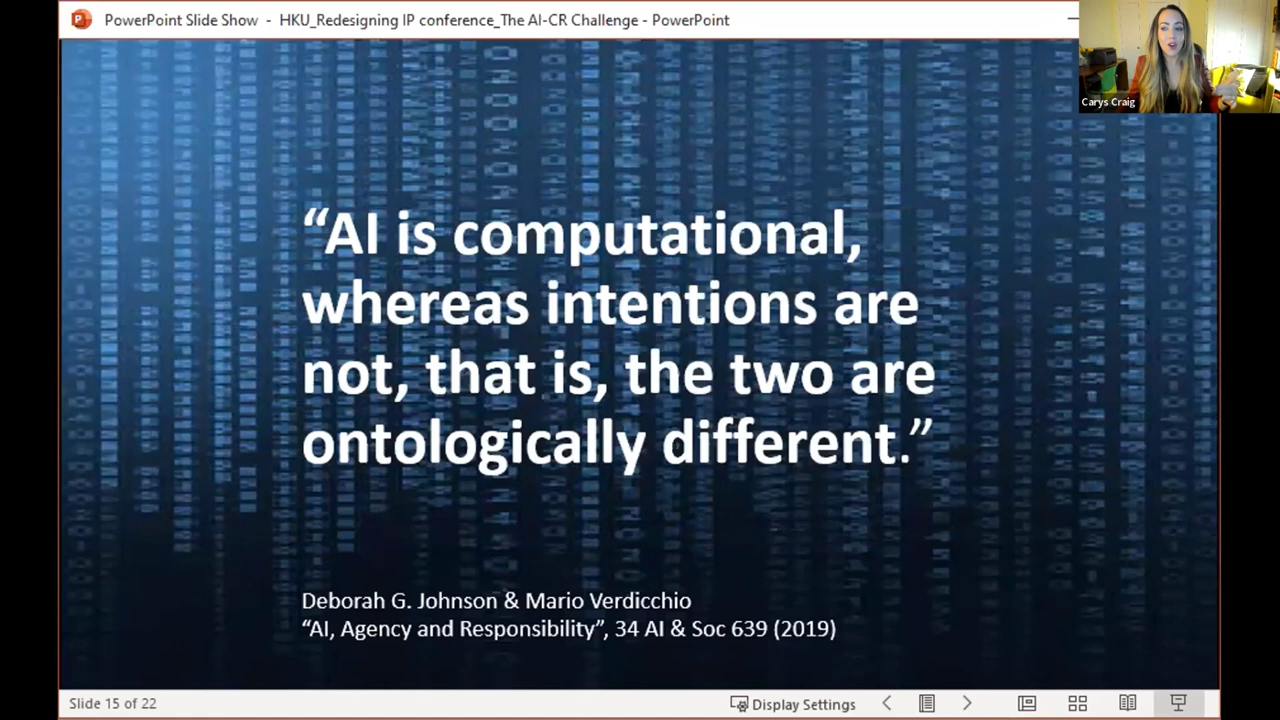 PowerPoint Slide Show - HKU_Redesigning IP conference_The AI-CR Challenge - PowerPoint
Carys Craig
“AI is computational,
whereas intentions are
not, that is, the two are
ontologically different.”
Deborah G. Johnson & Mario Verdicchio
“AI, Agency and Responsibility”, 34 AI & Soc 639 (2019)
Slide 15 of 22
Display Settings